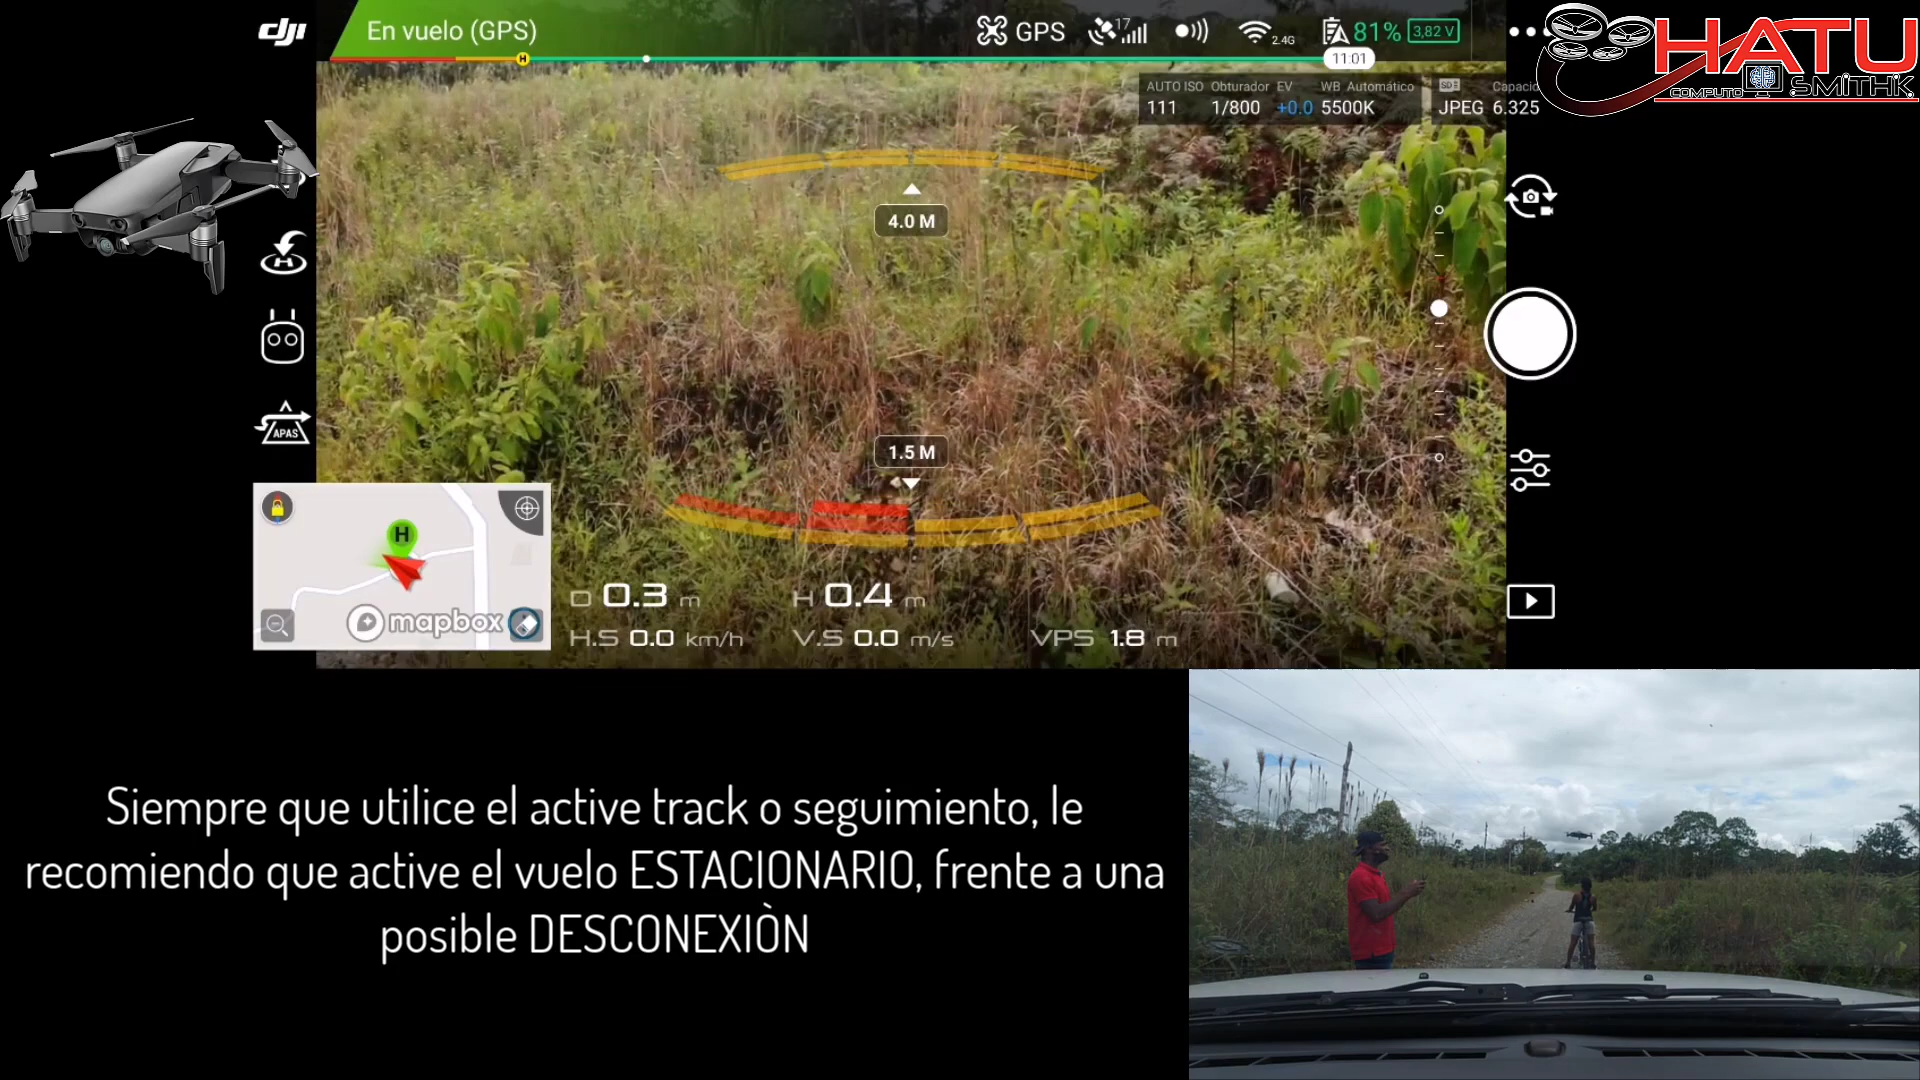 dji
En vuelo (GPS)
GPS
17
2.4G
81%
3,82 V
11:01
HATU
COMPUTO SMiTHK
AUTO ISO Obturador EV WB Automático
111 1/800 +0.0 5500K
SD Capacid
JPEG 6.325
4.0 M
APAS
1.5 M
H
H
mapbox
D 0.3 m H 0.4 m
H.S 0.0 km/h V.S 0.0 m/s VPS 1.8 m
Siempre que utilice el active track o seguimiento, le
recomiendo que active el vuelo ESTACIONARIO, frente a una
posible DESCONEXIÒN